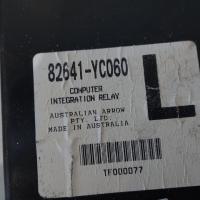 82641-YC060
COMPUTER
INTEGRATION RELAY
L
AUSTRALIAN ARROW
PTY. LTD.
MADE IN AUSTRALIA
TF000077